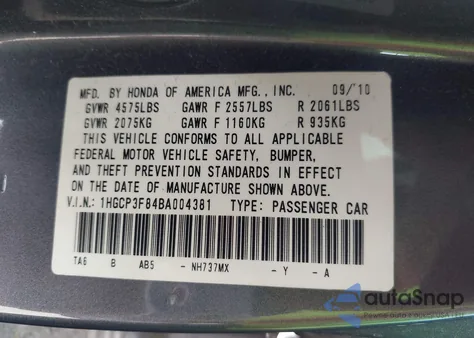 MFD. BY HONDA OF AMERICA MFG., INC. 09/10
GVWR 4575LBS GAWR F 2557LBS R 2061LBS
GVWR 2075KG GAWR F 1160KG R 935KG
THIS VEHICLE CONFORMS TO ALL APPLICABLE
FEDERAL MOTOR VEHICLE SAFETY, BUMPER,
AND THEFT PREVENTION STANDARDS IN EFFECT
ON THE DATE OF MANUFACTURE SHOWN ABOVE.
V.I.N.: 1HGCP3F84BA004381 TYPE: PASSENGER CAR
TA6 B AB5 - NH737MX - Y - A
autoSnap